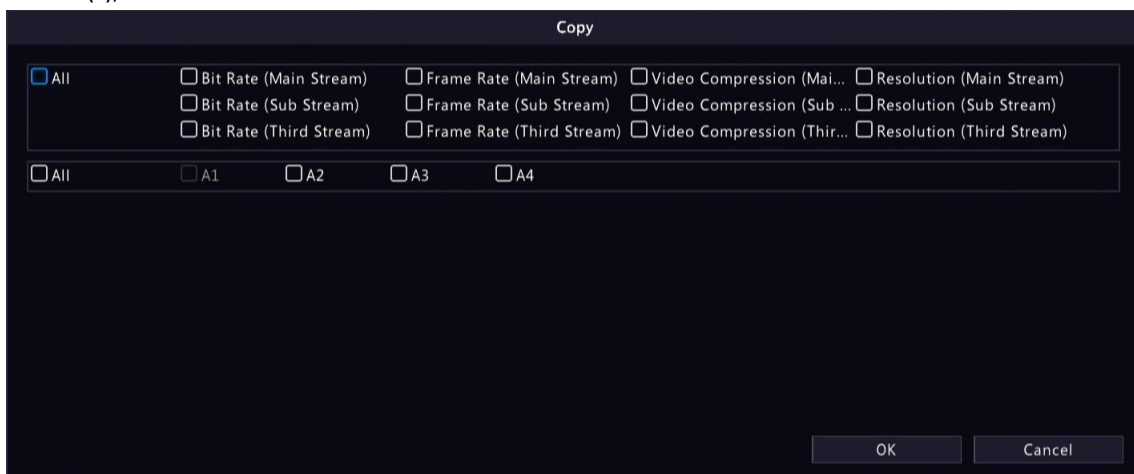 Copy
All Bit Rate (Main Stream) Frame Rate (Main Stream) Video Compression (Mai... Resolution (Main Stream)
Bit Rate (Sub Stream) Frame Rate (Sub Stream) Video Compression (Sub ... Resolution (Sub Stream)
Bit Rate (Third Stream) Frame Rate (Third Stream) Video Compression (Thir... Resolution (Third Stream)
All A1 A2 A3 A4
OK Cancel